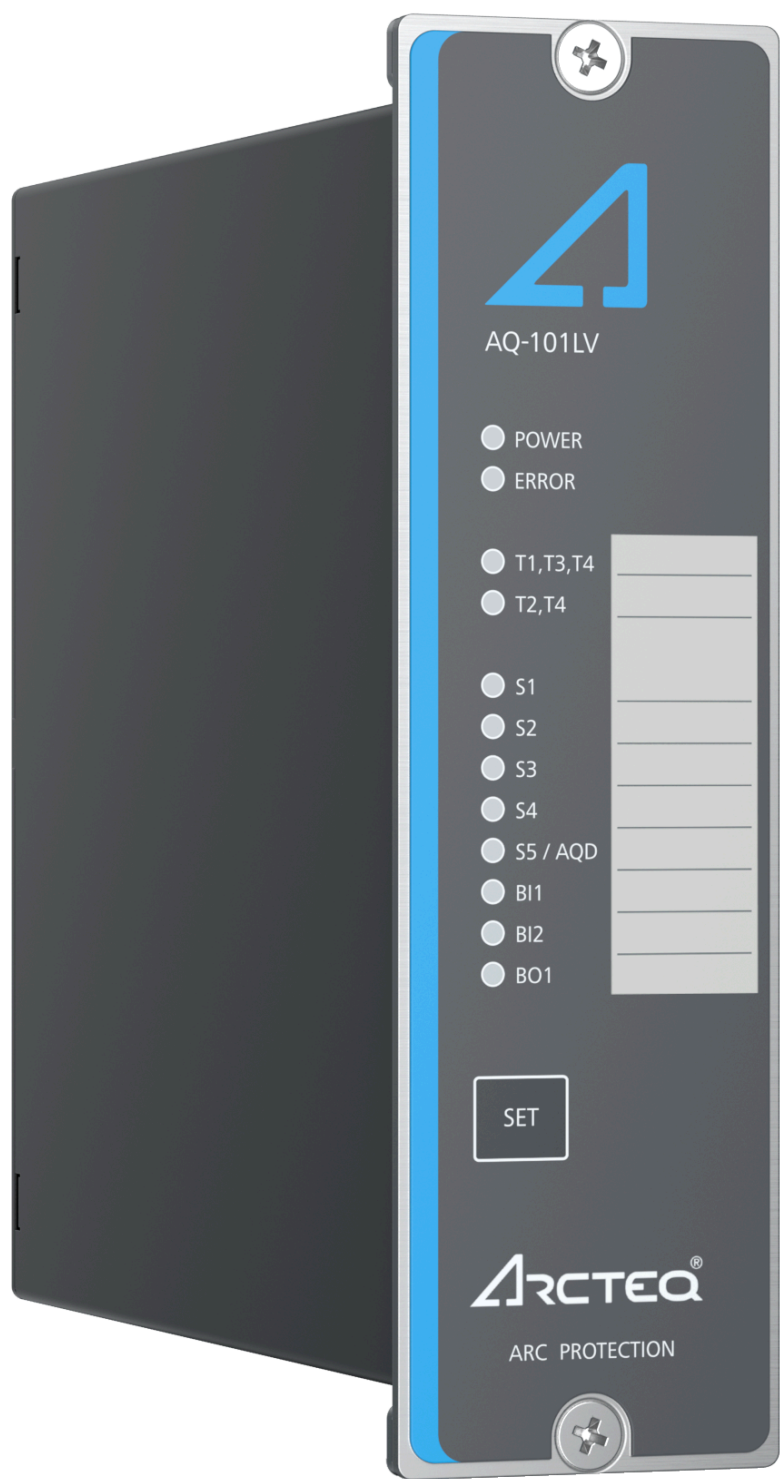 AQ-101LV
POWER
ERROR
T1,T3,T4
T2,T4
S1
S2
S3
S4
S5 / AQD
BI1
BI2
BO1
SET
ARCTEQ®
ARC PROTECTION